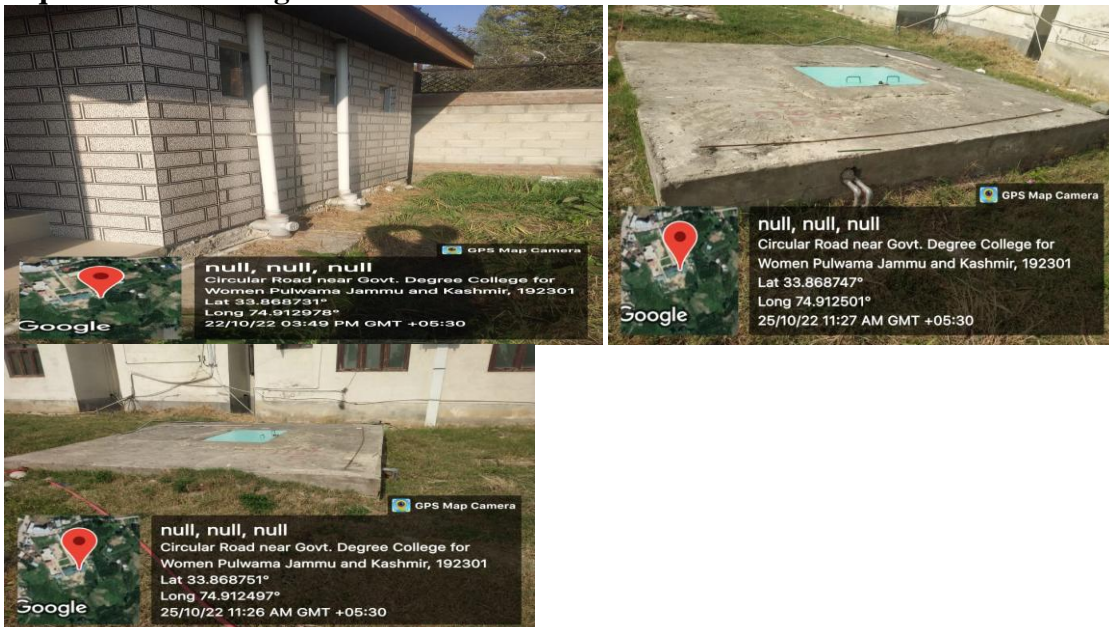 GPS Map Camera
null, null, null
Circular Road near Govt. Degree College for
Women Pulwama Jammu and Kashmir, 192301
Lat 33.868731°
Long 74.912978°
22/10/22 03:49 PM GMT +05:30
Google
GPS Map Camera
null, null, null
Circular Road near Govt. Degree College for
Women Pulwama Jammu and Kashmir, 192301
Lat 33.868747°
Long 74.912501°
25/10/22 11:27 AM GMT +05:30
Google
GPS Map Camera
null, null, null
Circular Road near Govt. Degree College for
Women Pulwama Jammu and Kashmir, 192301
Lat 33.868751°
Long 74.912497°
25/10/22 11:26 AM GMT +05:30
Google